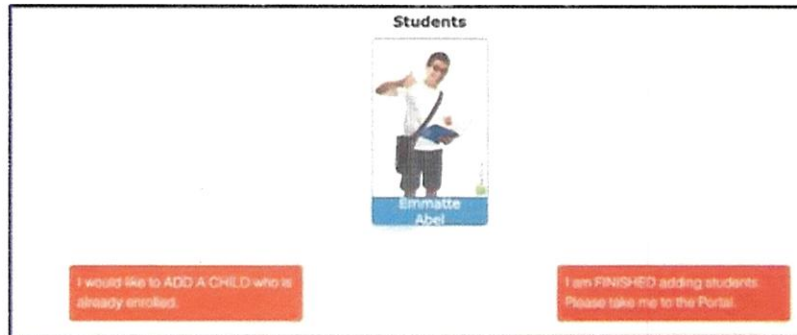 Students
Emmatte
Abel
I would like to ADD A CHILD who is
already enrolled.
I am FINISHED adding students.
Please take me to the Portal.